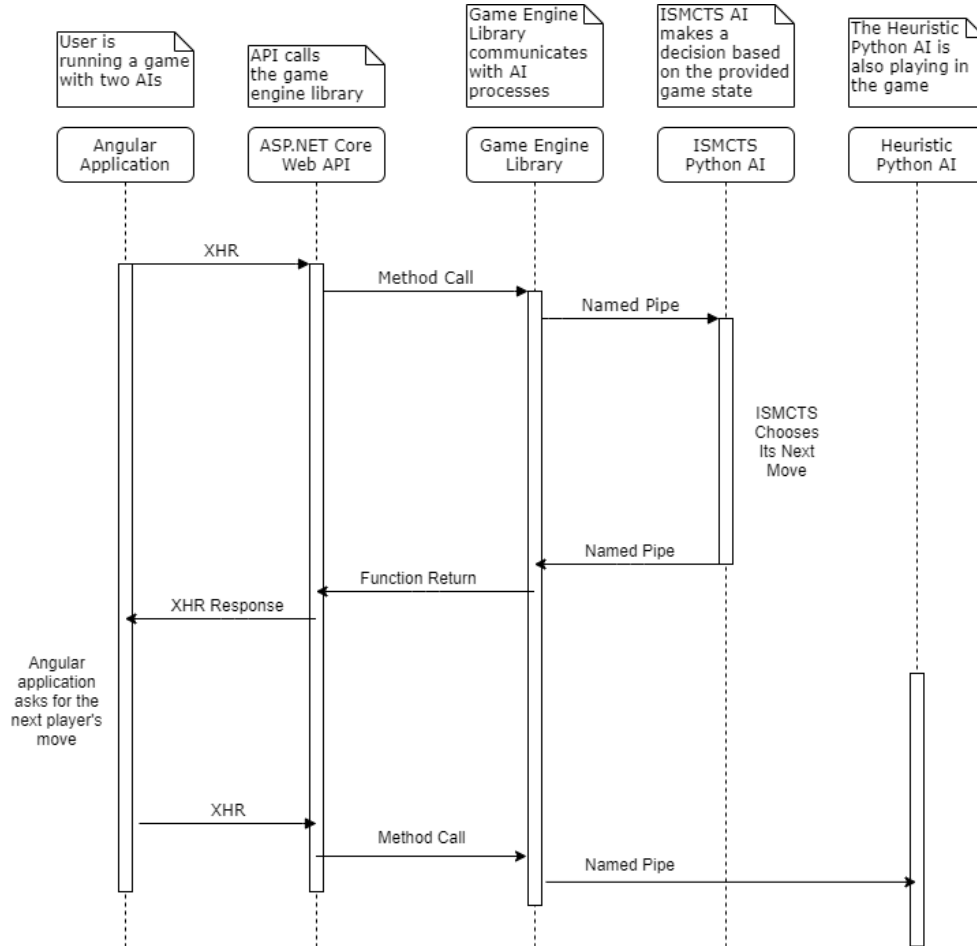 User is
running a game
with two AIs
API calls
the game
engine library
Game Engine
Library
communicates
with AI
processes
ISMCTS AI
makes a
decision based
on the provided
game state
The Heuristic
Python AI is
also playing in
the game
Angular
Application
ASP.NET Core
Web API
Game Engine
Library
ISMCTS
Python AI
Heuristic
Python AI
XHR
Method Call
Named Pipe
ISMCTS
Chooses
Its Next
Move
Named Pipe
Function Return
XHR Response
Angular
application
asks for the
next player's
move
XHR
Method Call
Named Pipe